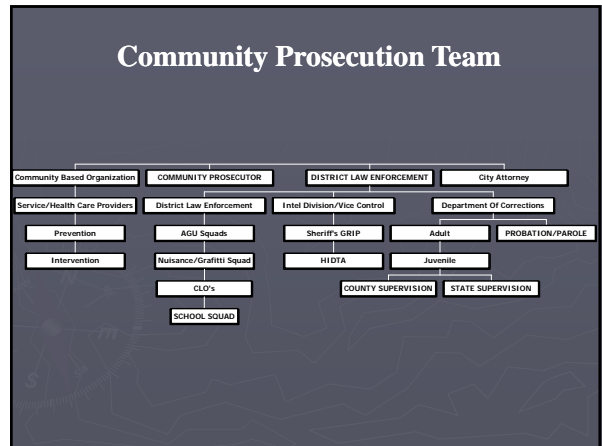 Community Prosecution Team
Community Based Organization
COMMUNITY PROSECUTOR
DISTRICT LAW ENFORCEMENT
City Attorney
Service/Health Care Providers
District Law Enforcement
Intel Division/Vice Control
Department Of Corrections
Prevention
AGU Squads
Sheriff's GRIP
Adult
PROBATION/PAROLE
Intervention
Nuisance/Grafitti Squad
HIDTA
Juvenile
CLO's
COUNTY SUPERVISION
STATE SUPERVISION
SCHOOL SQUAD